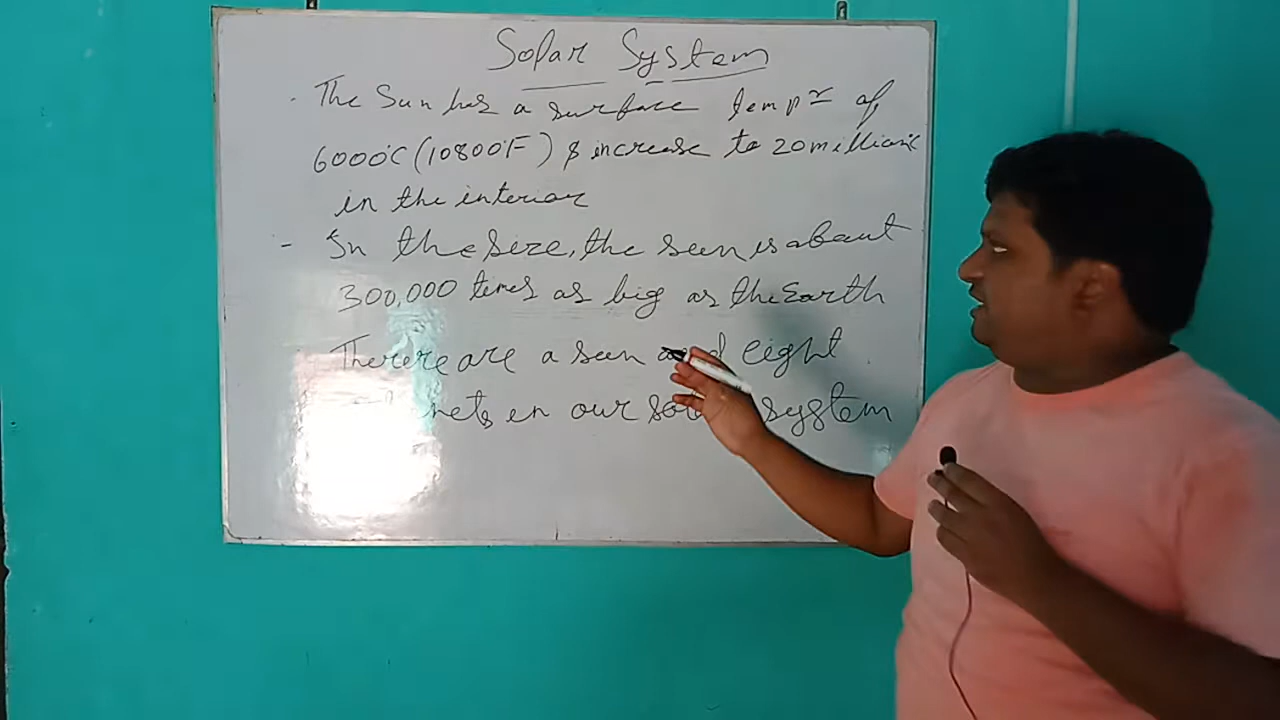 Solar System
- The Sun has a surface tempr of
6000°C (10800°F) & increase to 20 million°c
in the interior
- In the Size, the sun is about
300,000 times as big as the Earth
There are a sun and eight
in our solar system